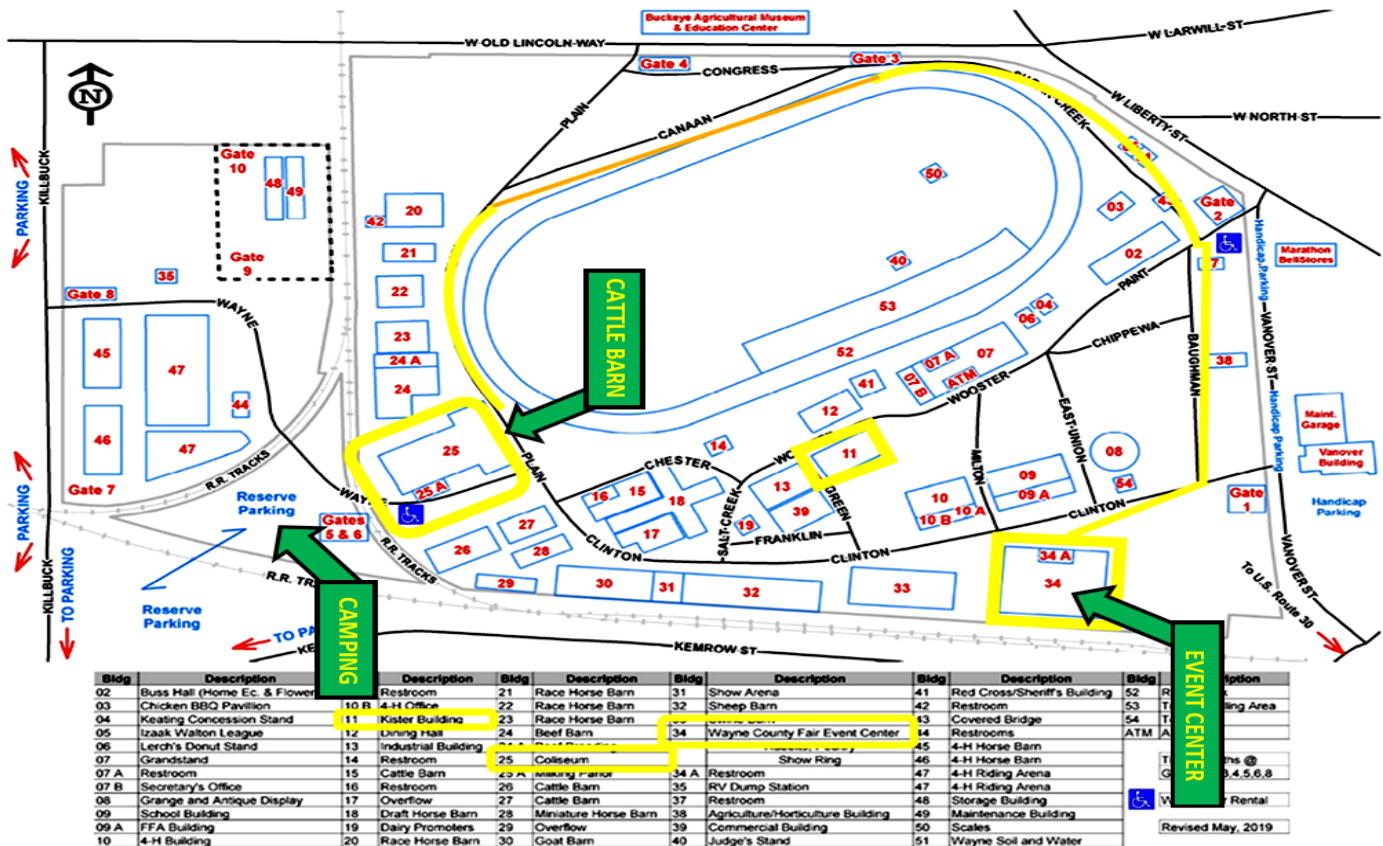 Buckeye Agricultural Museum
& Education Center
W OLD LINCOLN WAY
W LARWILL ST
Gate 4
CONGRESS
Gate 3
N
PLAIN
CANAAN
W LIBERTY ST
W NORTH ST
PARKING
KILLBUCK
Gate
10
48
49
Gate
9
50
20
42
03
Gate
2
21
40
02
Handicap Parking
Marathon
BellStores
35
Gate 8
WAYNE
22
CATTLE BARN
53
PAINT
04
06
45
47
23
24 A
52
CHIPPEWA
BAUGHMAN
VANOVER ST
38
24
41
07 A
07
07 B
ATM
WOOSTER
44
12
EAST-UNION
Maint.
Garage
46
47
25
14
11
08
Vanover
Building
Handicap Parking
R.R. TRACKS
PLAIN
CHESTER
MILTON
Gate 7
25 A
WAYNE
16
15
18
13
GREEN
09
09 A
54
PARKING
Reserve
Parking
SALT-CREEK
39
10
10 A
10 B
CLINTON
Gate
1
Handicap
Parking
Gates
5 & 6
27
17
19
FRANKLIN
26
28
CLINTON
CLINTON
R.R. TRACKS
34 A
VANOVER ST
KILLBUCK
TO PARKING
29
30
31
32
33
34
To U.S. Route 30
Reserve
Parking
CAMPING
KEMROW ST
EVENT CENTER
Bldg Description Description Bldg Description Bldg Description Bldg Description Bldg
02 Buss Hall (Home Ec. & Flower Restroom 21 Race Horse Barn 31 Show Arena 41 Red Cross/Sheriff's Building 52
03 Chicken BBQ Pavillion 10 B 4-H Office 22 Race Horse Barn 32 Sheep Barn 42 Restroom 53
04 Keating Concession Stand 11 Kister Building 23 Race Horse Barn 33 Swine Barn 43 Covered Bridge 54
05 Izaak Walton League 12 Dining Hall 24 Beef Barn 34 Wayne County Fair Event Center 44 Restrooms ATM
06 Lerch's Donut Stand 13 Industrial Building 45 4-H Horse Barn
07 Grandstand 14 Restroom 25 Coliseum Show Ring 46 4-H Horse Barn
07 A Restroom 15 Cattle Barn 25 A Milking Parlor 34 A Restroom 47 4-H Riding Arena
07 B Secretary's Office 16 Restroom 26 Cattle Barn 35 RV Dump Station 47 4-H Riding Arena
08 Grange and Antique Display 17 Overflow 27 Cattle Barn 37 Restroom 48 Storage Building Rental
09 School Building 18 Draft Horse Barn 28 Miniature Horse Barn 38 Agriculture/Horticulture Building 49 Maintenance Building
09 A FFA Building 19 Dairy Promoters 29 Overflow 39 Commercial Building 50 Scales Revised May, 2019
10 4-H Building 20 Race Horse Barn 30 Goat Barn 40 Judge's Stand 51 Wayne Soil and Water